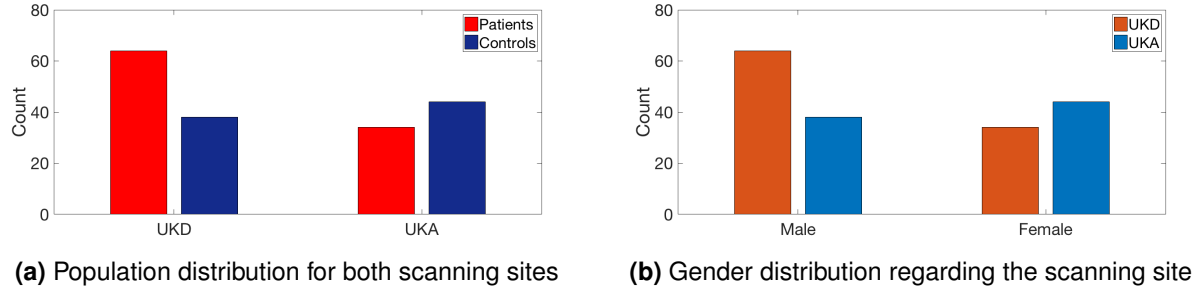 80
60
40
20
0
Count
Patients
Controls
UKD
UKA
(a) Population distribution for both scanning sites
80
60
40
20
0
Count
UKD
UKA
Male
Female
(b) Gender distribution regarding the scanning site